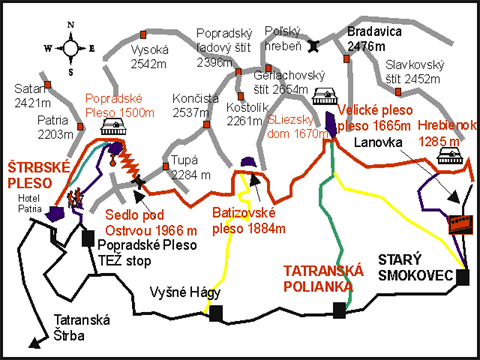 N
W
E
S
Vysoká
2542m
Popradský
ľadový štít
2396m
Poľský
hrebeň
Bradavica
2476m
Slavkovský
štít 2452m
Gerlachovský
štít 2654m
Satan
2421m
Patria
2203m
Popradské
Pleso 1500m
Končistá
2537m
Koštolík
2261m
SLiezský
dom 1670m
Velické pleso
pleso 1665m
Lanovka
Hrebienok
1285 m
Tupá
2284 m
ŠTRBSKÉ
PLESO
Hotel
Patria
Sedlo pod
Ostrvou 1966 m
Batizovské
pleso 1884m
Popradské Pleso
TEŽ stop
TATRANSKÁ
POLIANKA
STARÝ
SMOKOVEC
Vyšné Hágy
Tatranská
Štrba